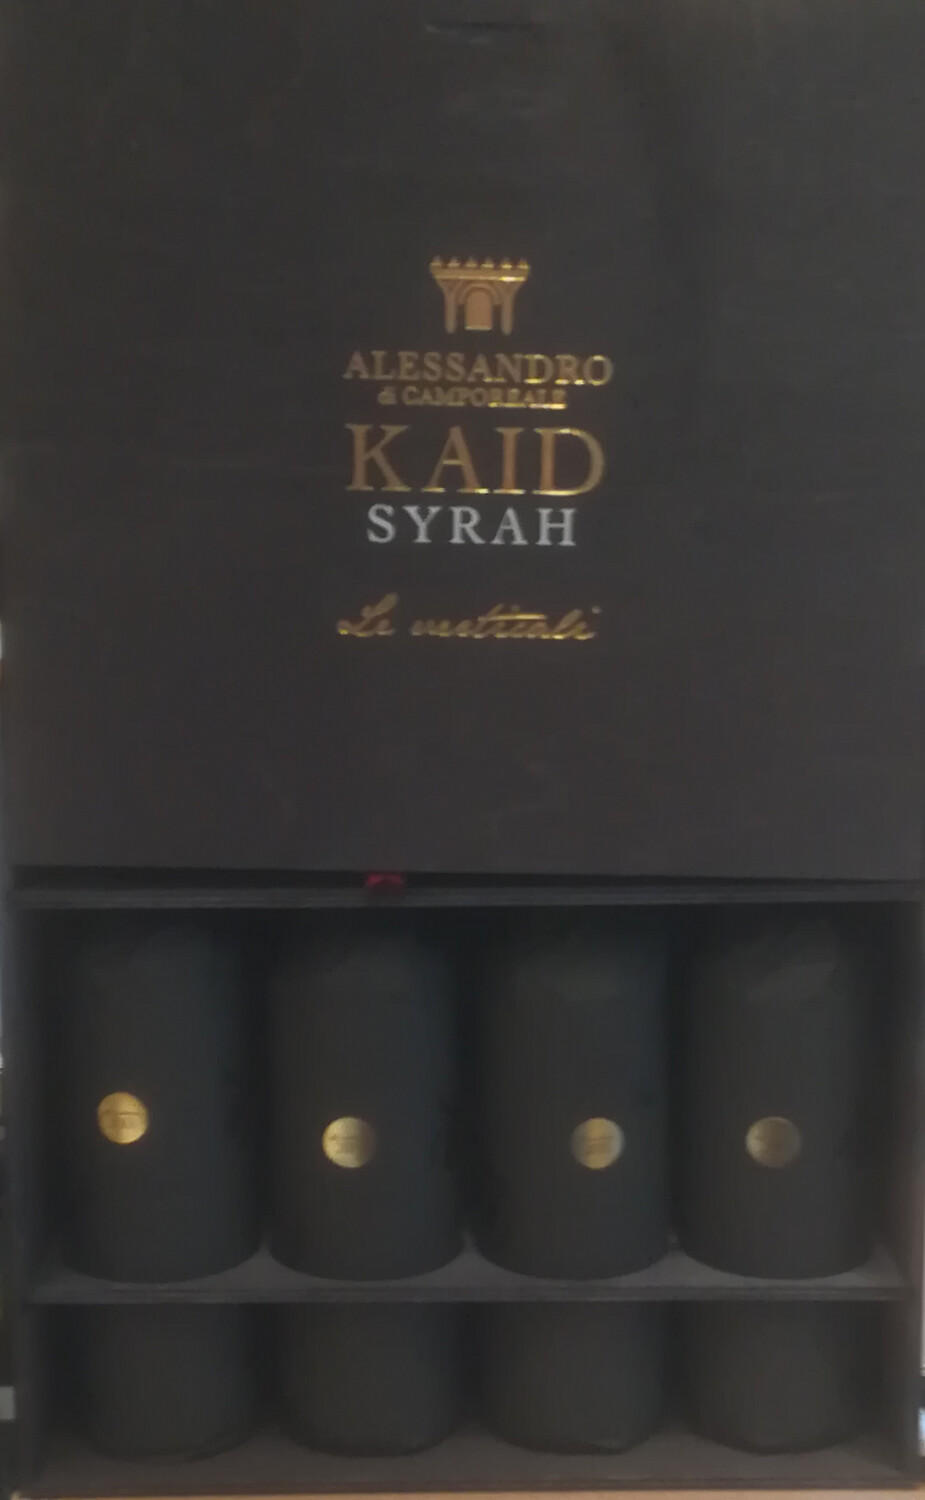 ALESSANDRO
di CAMPOREALE
KAID
SYRAH
Le verticali